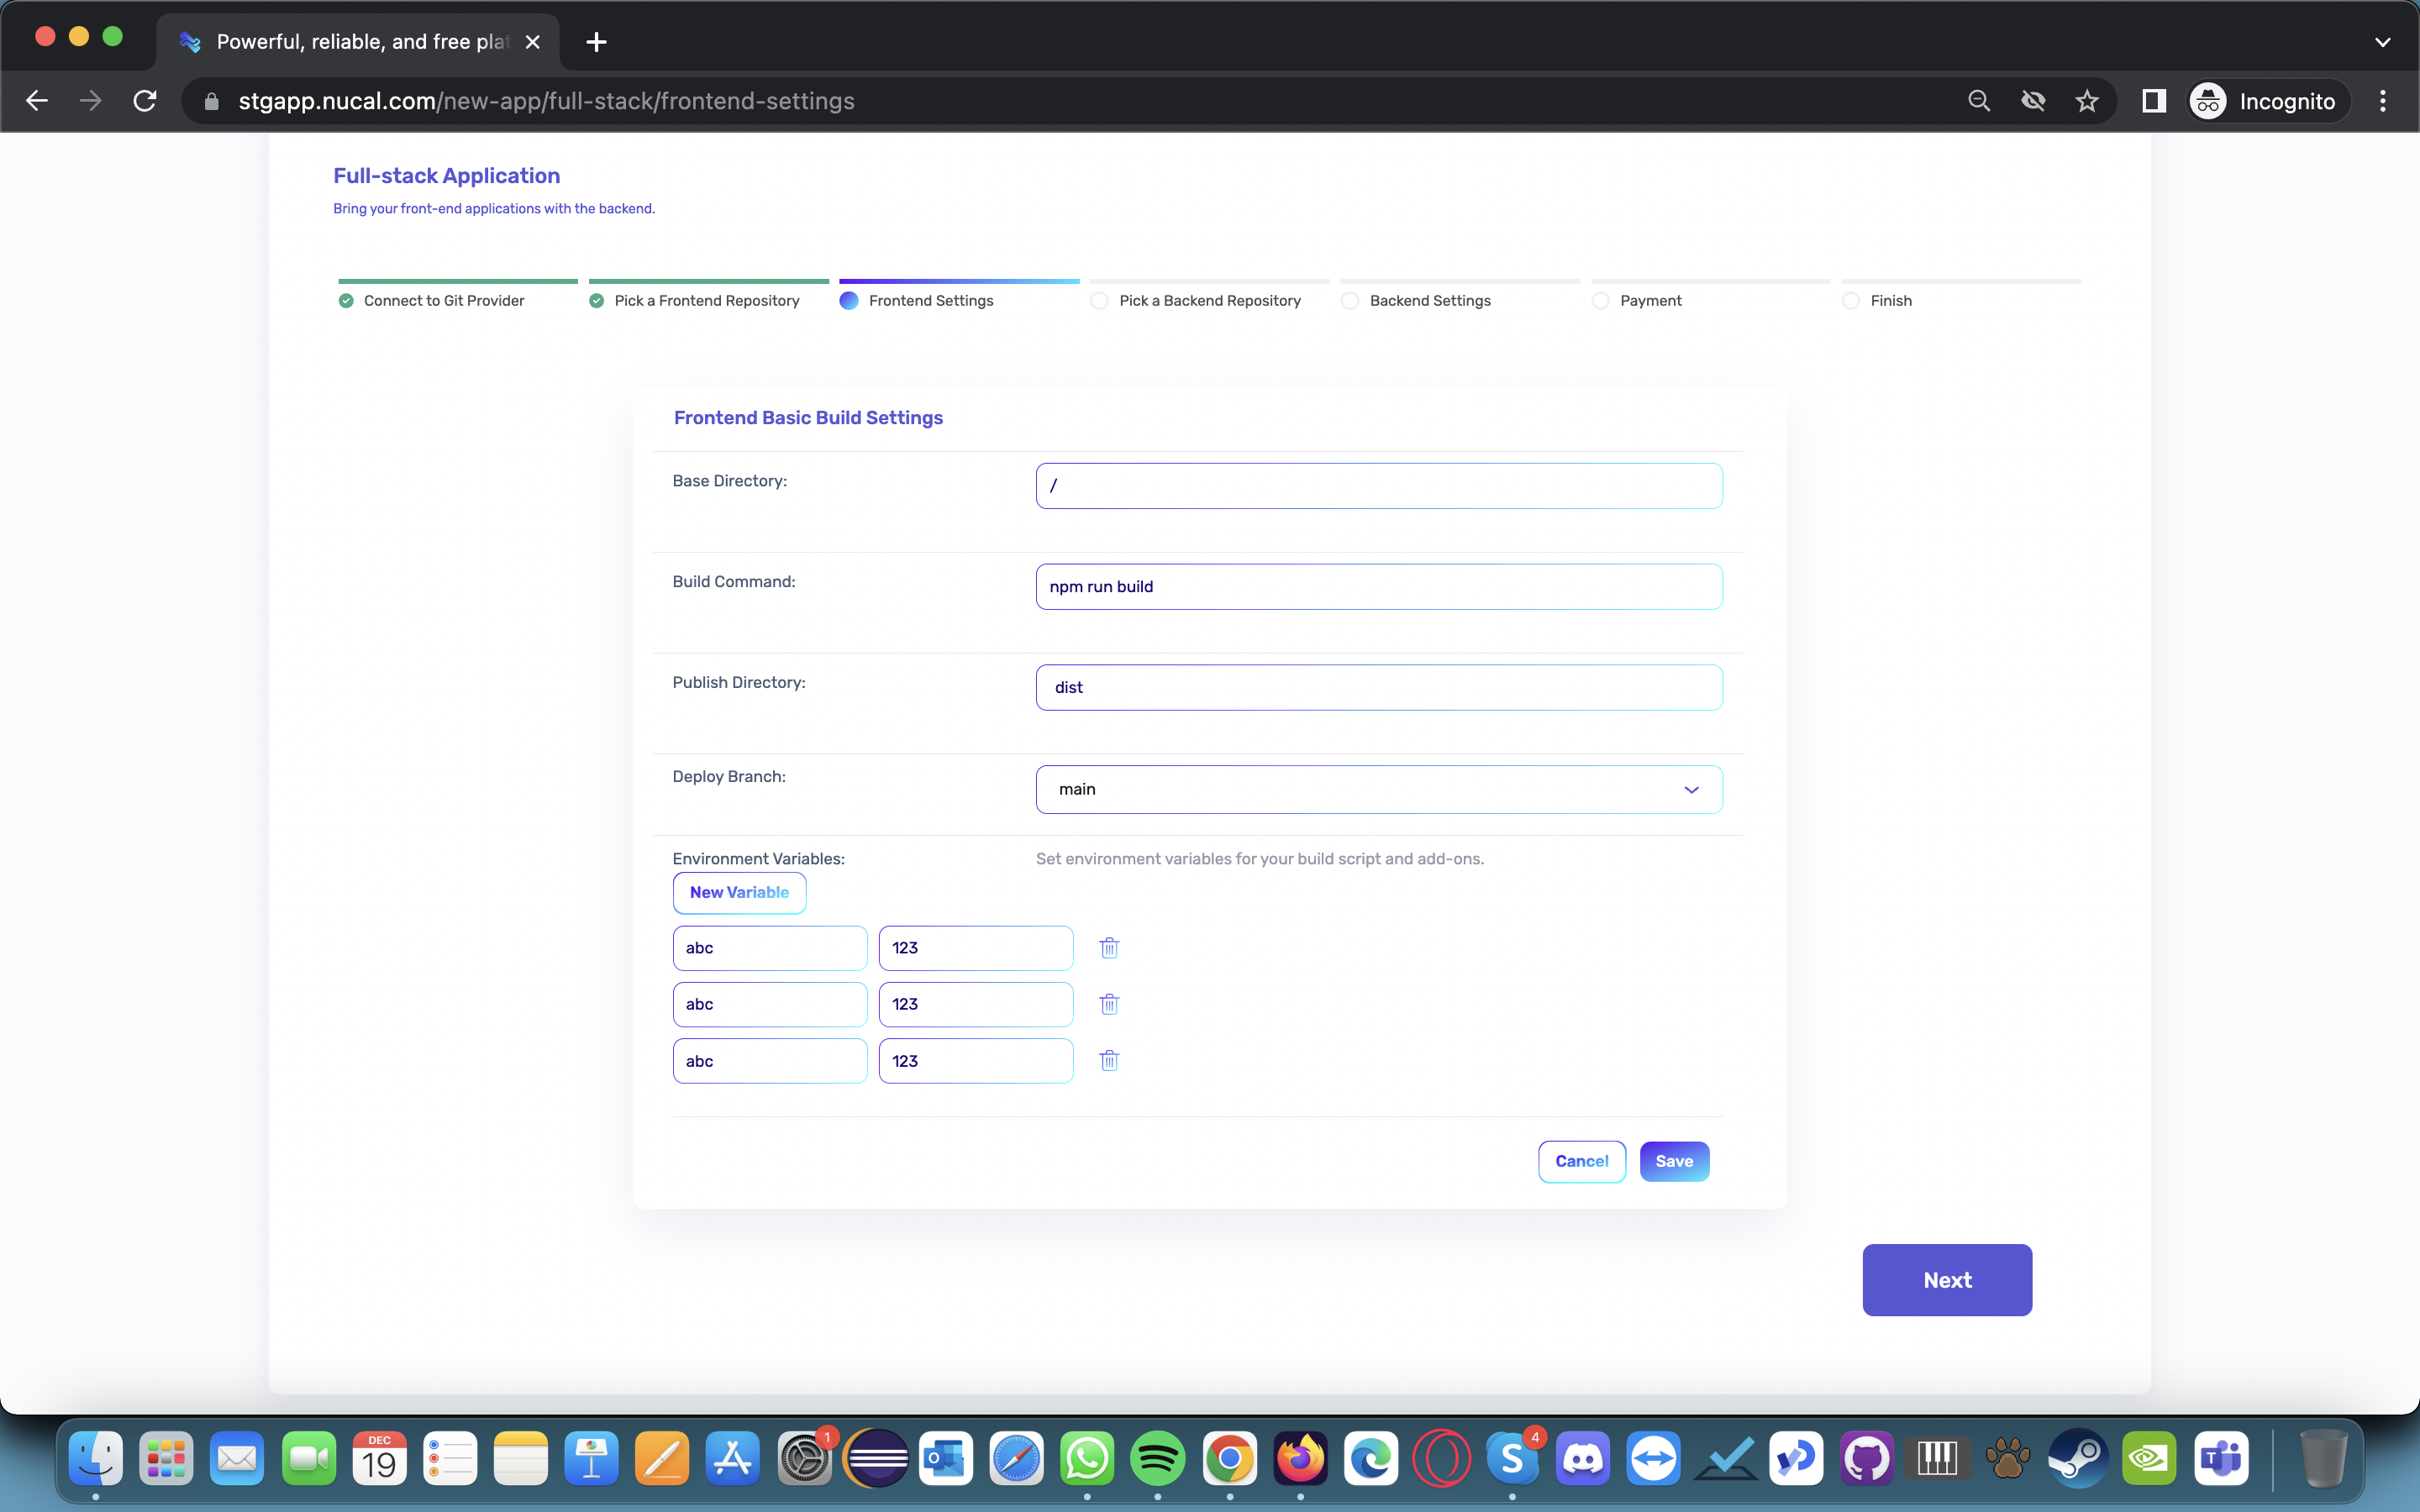 Powerful, reliable, and free plat
stgapp.nucal.com/new-app/full-stack/frontend-settings
Incognito
Full-stack Application
Bring your front-end applications with the backend.
Connect to Git Provider
Pick a Frontend Repository
Frontend Settings
Pick a Backend Repository
Backend Settings
Payment
Finish
Frontend Basic Build Settings
Base Directory:
/
Build Command:
npm run build
Publish Directory:
dist
Deploy Branch:
main
Environment Variables:
Set environment variables for your build script and add-ons.
New Variable
abc 123
abc 123
abc 123
Cancel
Save
Next
DEC
19
1
4